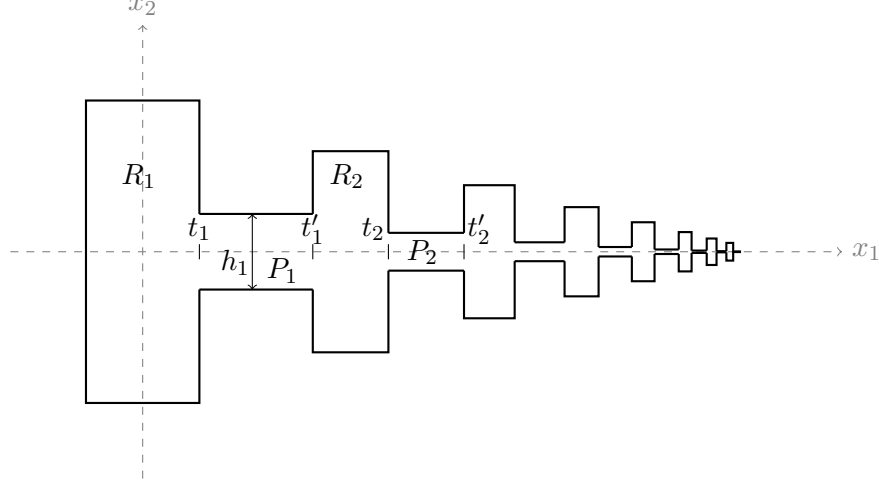 x₂
R₁
R₂
t₁
t′₁
t₂
t′₂
h₁
P₁
P₂
x₁